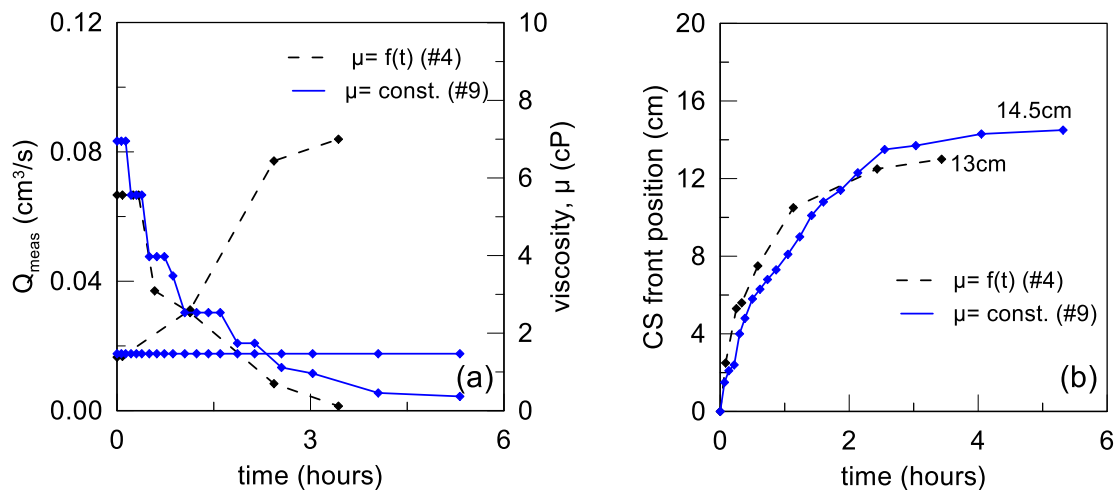 0.12
0.08
0.04
0.00
Q_meas (cm³/s)
10
8
6
4
2
0
viscosity, μ (cP)
μ= f(t) (#4)
μ= const. (#9)
(a)
0
3
6
time (hours)
20
16
12
8
4
0
CS front position (cm)
14.5cm
13cm
μ= f(t) (#4)
μ= const. (#9)
(b)
0
2
4
6
time (hours)